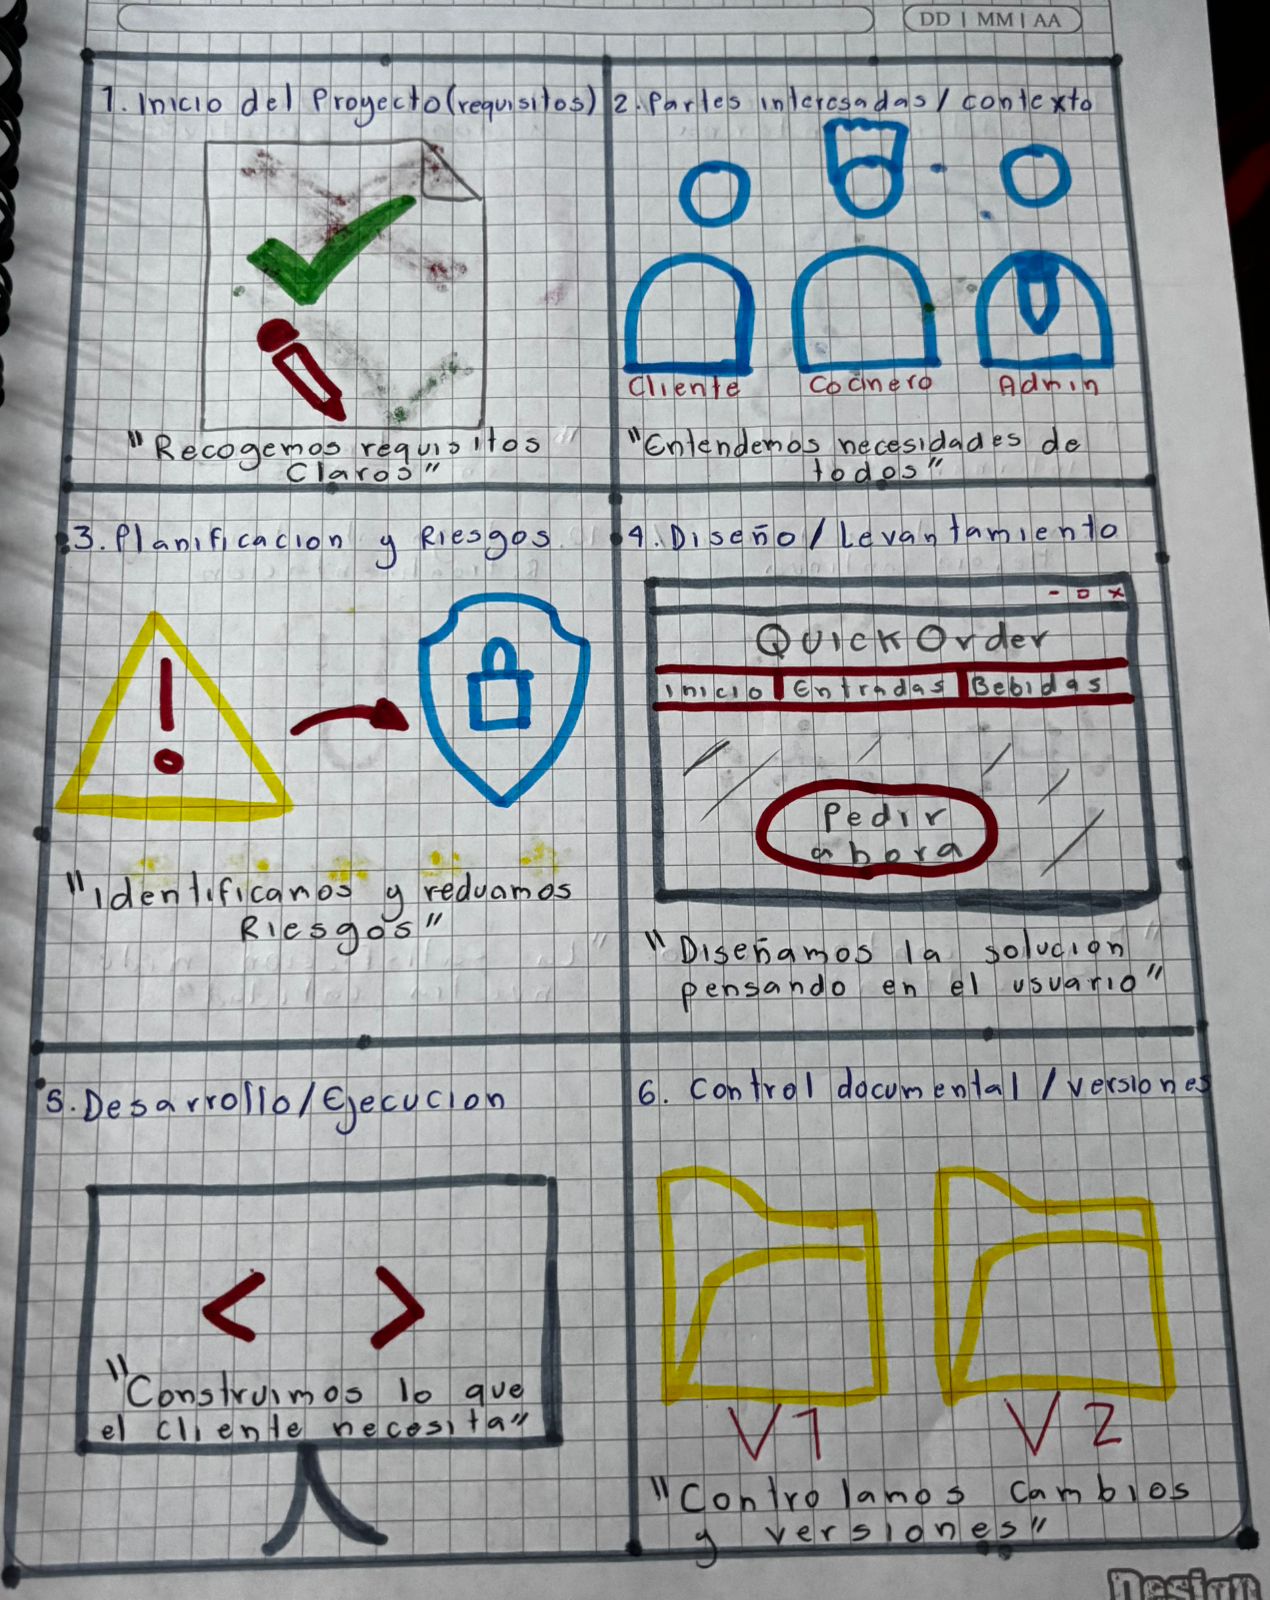 DD | MM | AA
1. Inicio del Proyecto (requisitos)
"Recogemos requisitos
Claros"
2. Partes interesadas / contexto
Cliente
Cocinero
Admin
"Entendemos necesidades de
todos"
3. Planificacion y Riesgos
!
"Identificamos y reducimos
Riesgos"
4. Diseño / Levantamiento
- o x
QuickOrder
Inicio Entradas Bebidas
Pedir
ahora
"Diseñamos la solucion
pensando en el usuario"
5. Desarrollo / Ejecucion
< >
"Construimos lo que
el cliente necesita"
6. Control documental / versiones
V1 V2
"Controlamos cambios
y versiones"
Design